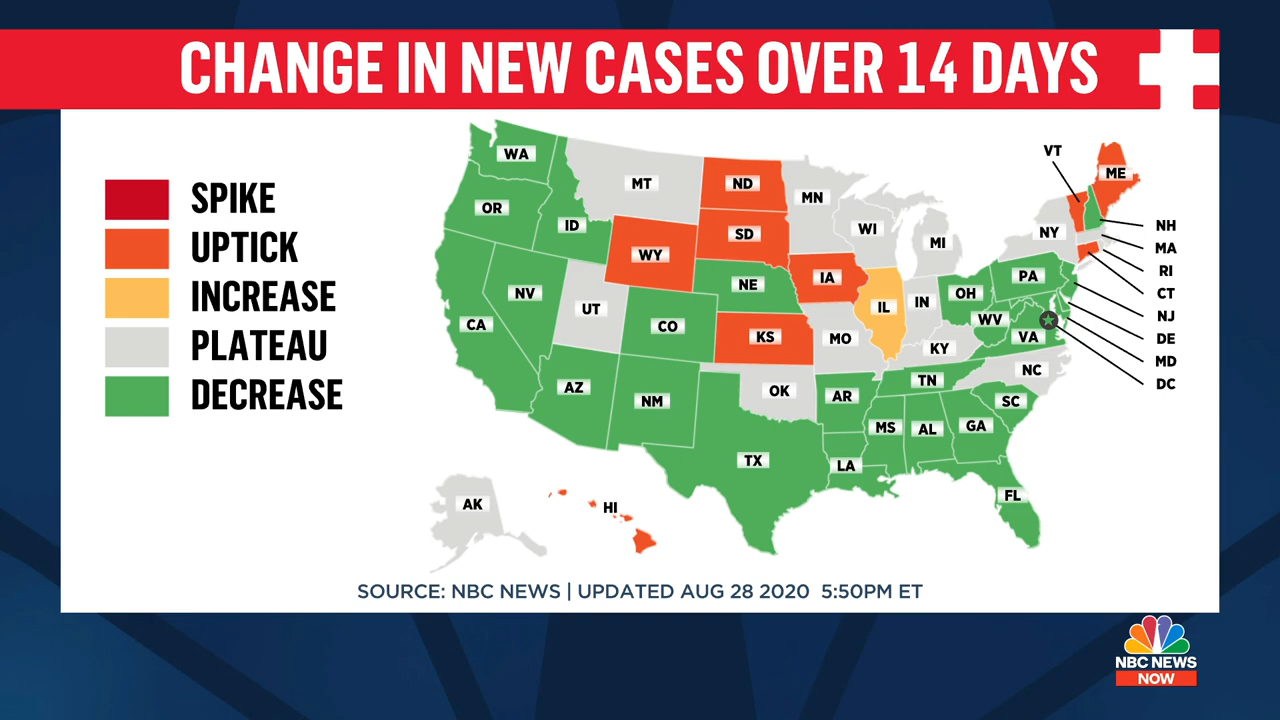 CHANGE IN NEW CASES OVER 14 DAYS
SPIKE
UPTICK
INCREASE
PLATEAU
DECREASE
WA
MT
ND
MN
OR
ID
WY
SD
WI
MI
NY
VT
ME
NH
MA
RI
CT
NJ
DE
MD
DC
NV
UT
CO
NE
IA
IL
IN
OH
PA
CA
KS
MO
KY
WV
VA
AZ
NM
OK
AR
TN
NC
SC
TX
LA
MS
AL
GA
FL
AK
HI
SOURCE: NBC NEWS | UPDATED AUG 28 2020 5:50PM ET
NBC NEWS
NOW